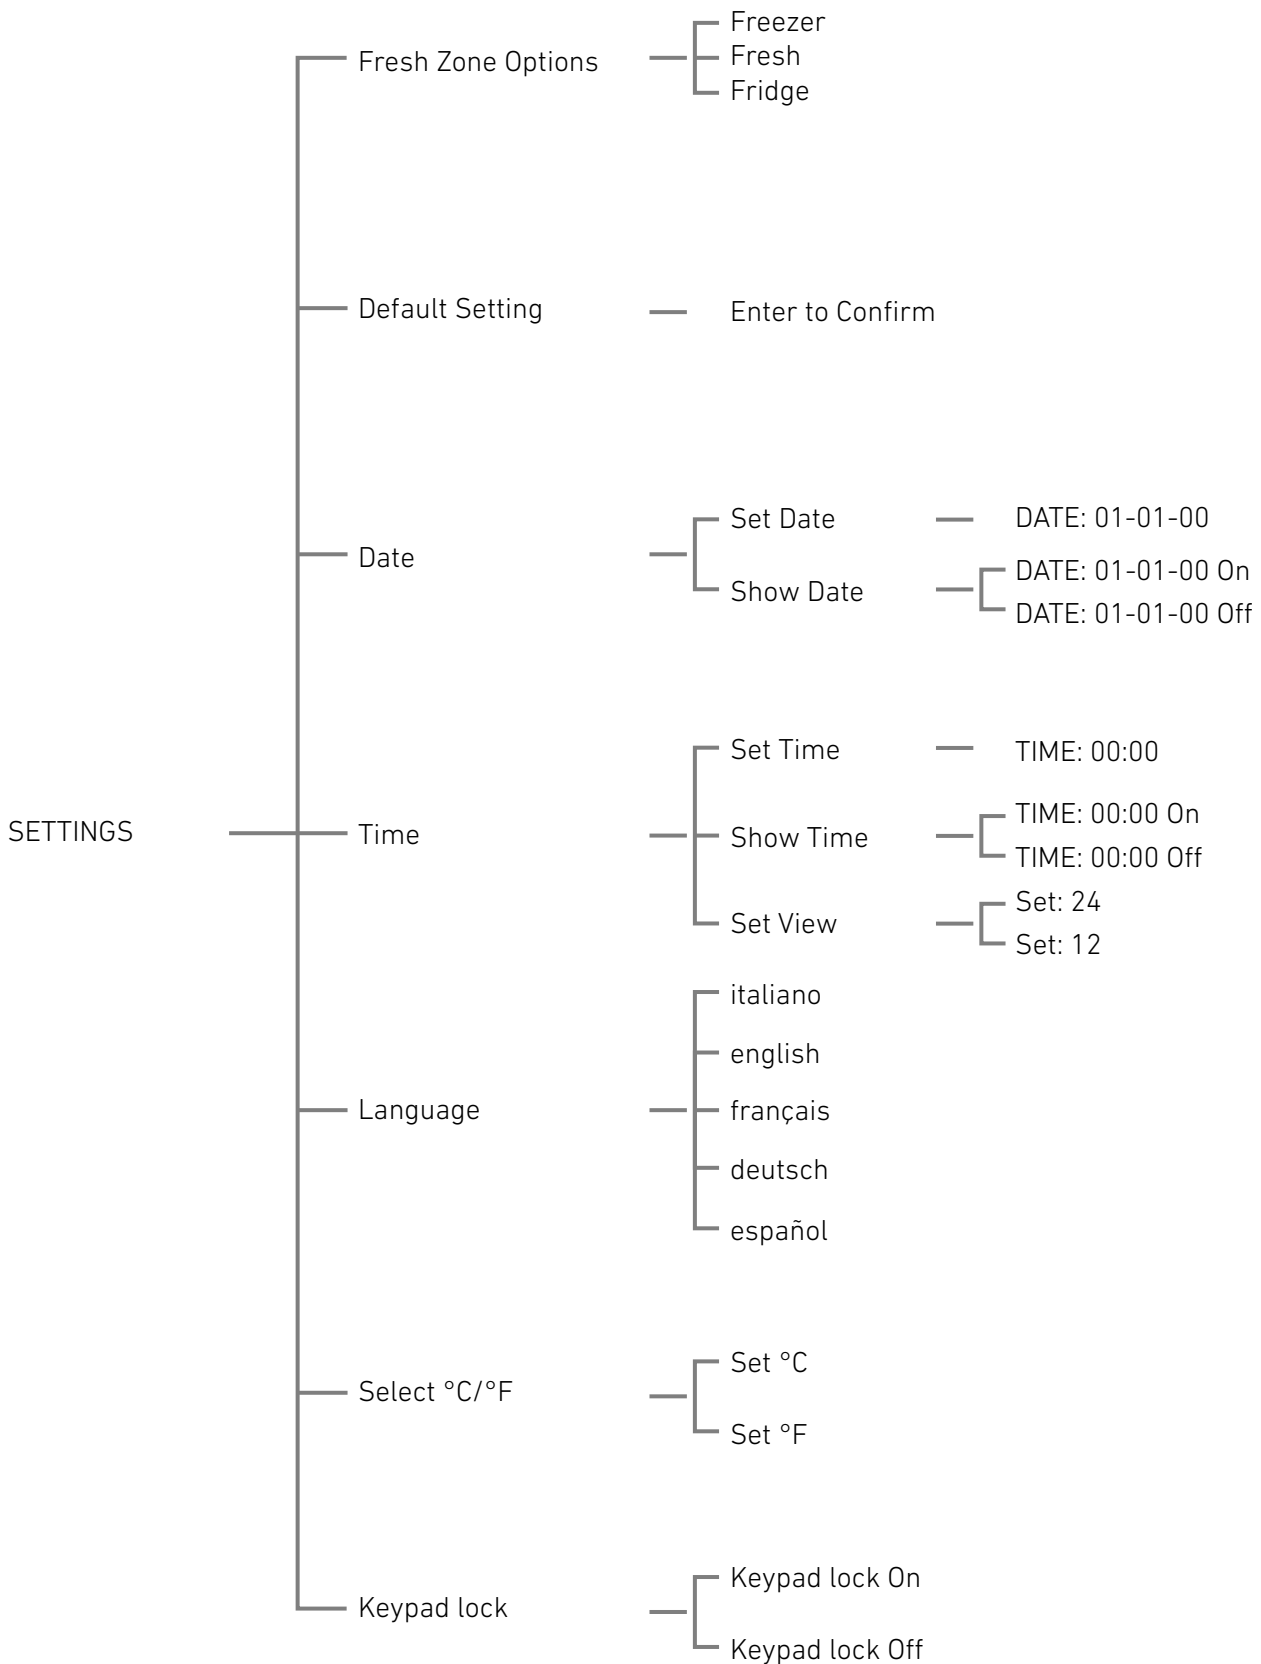 SETTINGS
Fresh Zone Options
Freezer
Fresh
Fridge
Default Setting
Enter to Confirm
Date
Set Date
DATE: 01-01-00
Show Date
DATE: 01-01-00 On
DATE: 01-01-00 Off
Time
Set Time
TIME: 00:00
Show Time
TIME: 00:00 On
TIME: 00:00 Off
Set View
Set: 24
Set: 12
Language
italiano
english
français
deutsch
español
Select °C/°F
Set °C
Set °F
Keypad lock
Keypad lock On
Keypad lock Off